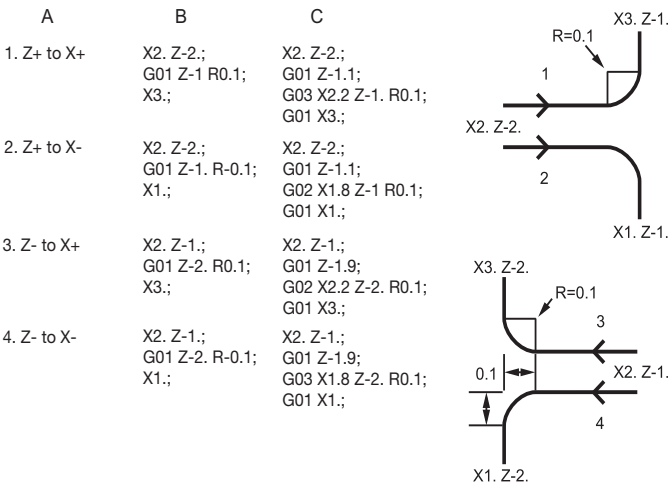 A B C
1. Z+ to X+
X2. Z-2.;
G01 Z-1 R0.1;
X3.;
X2. Z-2.;
G01 Z-1.1;
G03 X2.2 Z-1. R0.1;
G01 X3.;
2. Z+ to X-
X2. Z-2.;
G01 Z-1. R-0.1;
X1.;
X2. Z-2.;
G01 Z-1.1;
G02 X1.8 Z-1 R0.1;
G01 X1.;
3. Z- to X+
X2. Z-1.;
G01 Z-2. R0.1;
X3.;
X2. Z-1.;
G01 Z-1.9;
G02 X2.2 Z-2. R0.1;
G01 X3.;
4. Z- to X-
X2. Z-1.;
G01 Z-2. R-0.1;
X1.;
X2. Z-1.;
G01 Z-1.9;
G03 X1.8 Z-2. R0.1;
G01 X1.;
X3. Z-1.
R=0.1
1
X2. Z-2.
2
X1. Z-1.
X3. Z-2.
R=0.1
3
0.1
X2. Z-1.
4
X1. Z-2.